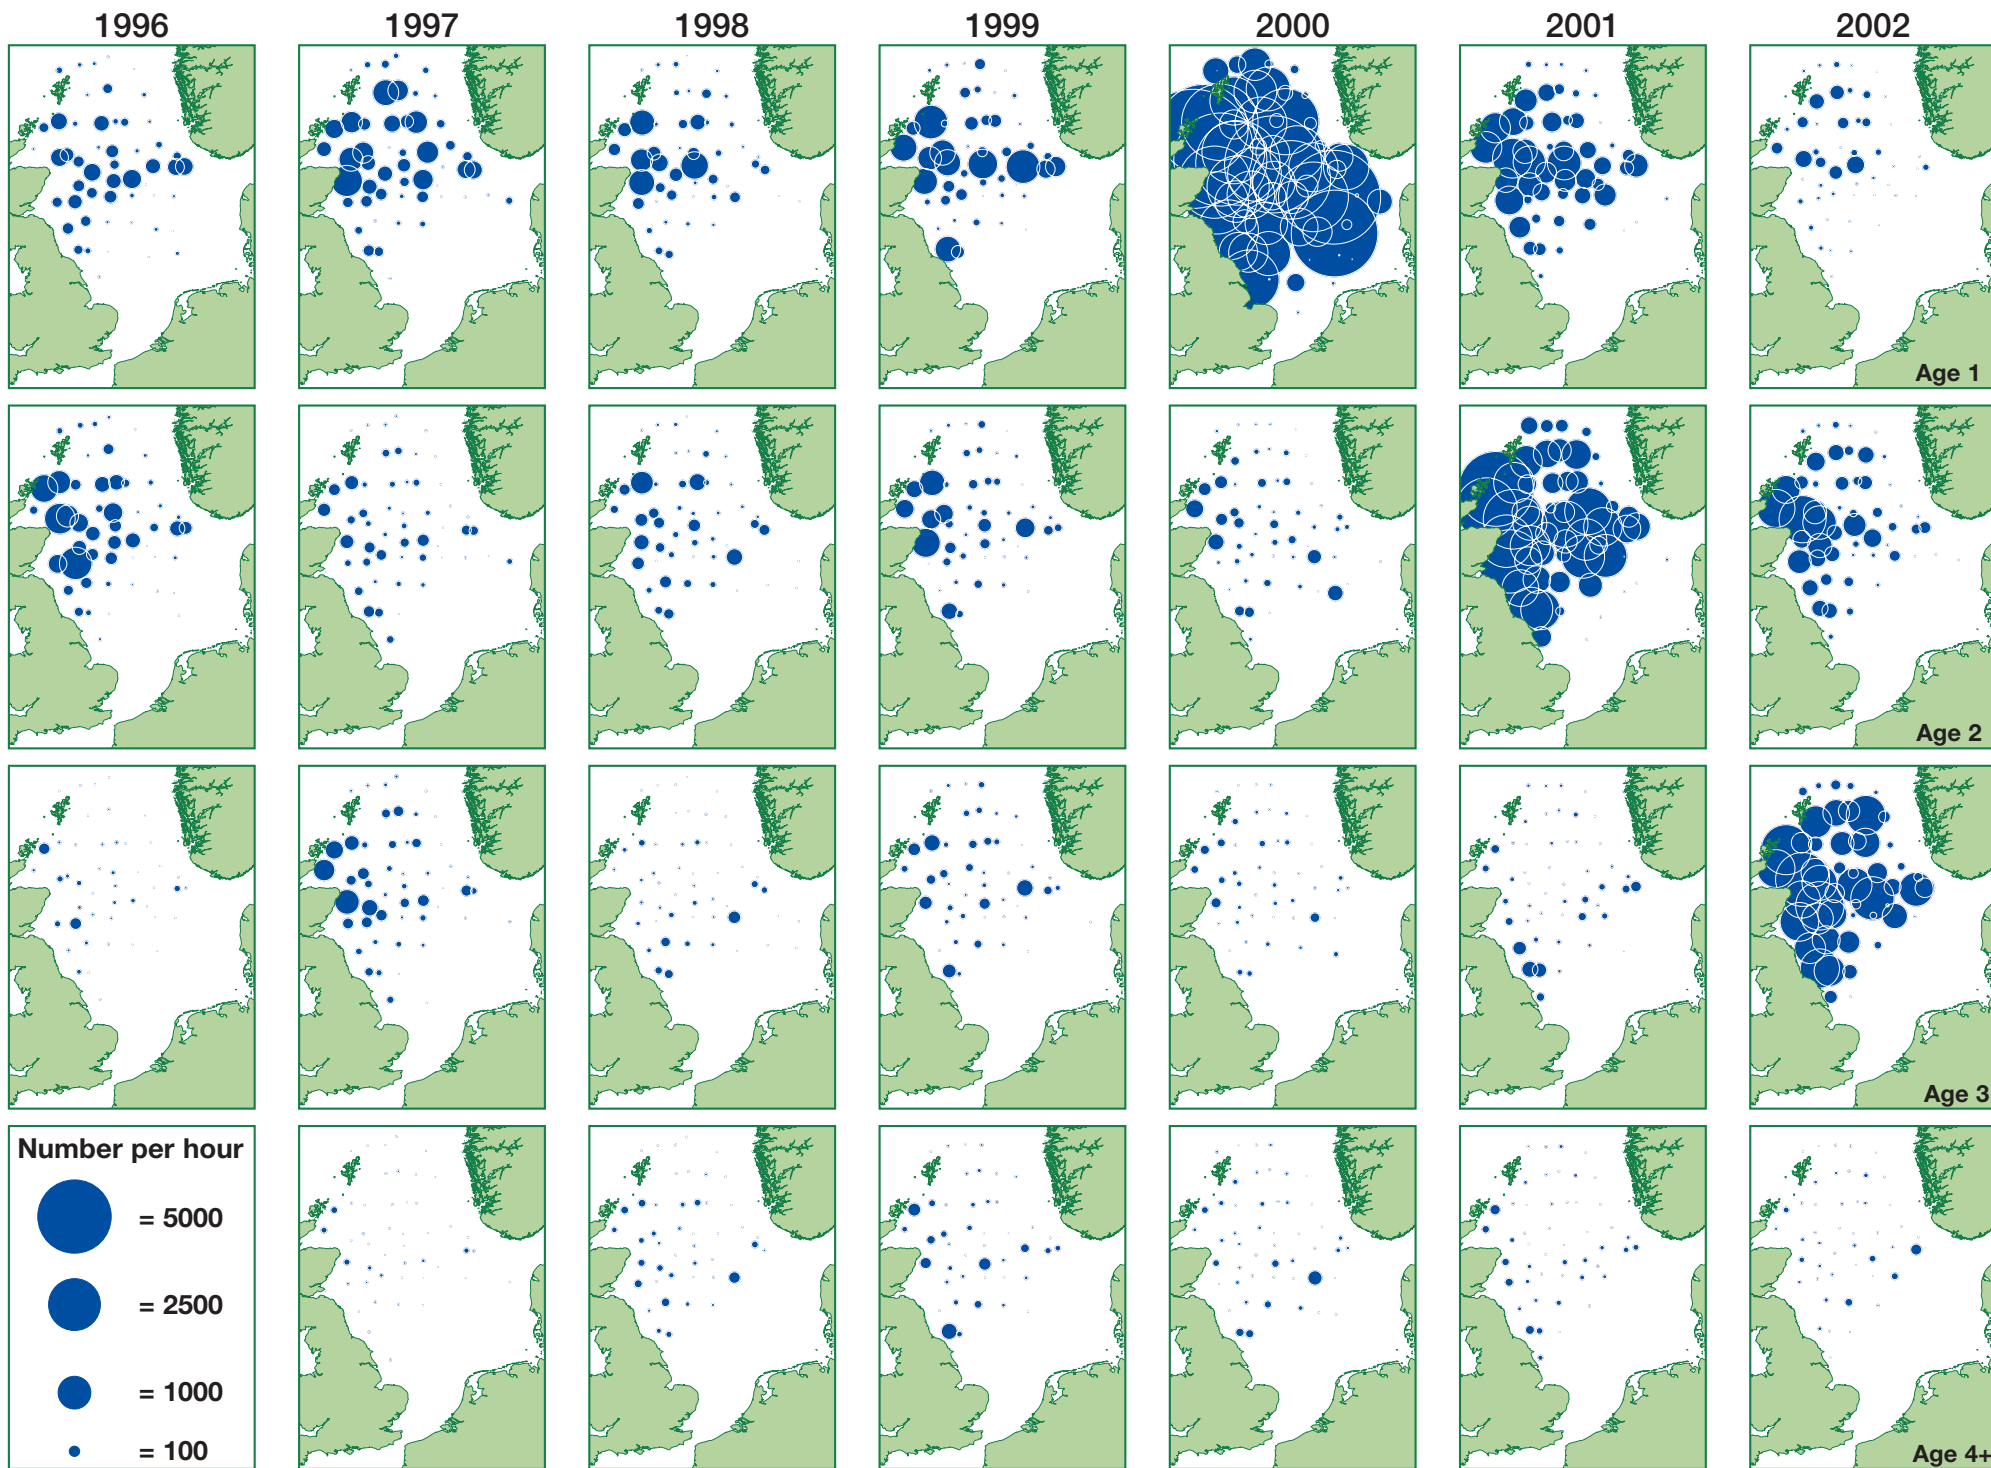 1996 1997 1998 1999 2000 2001 2002
Age 1
Age 2
Age 3
Number per hour
= 5000
= 2500
= 1000
= 100
Age 4+